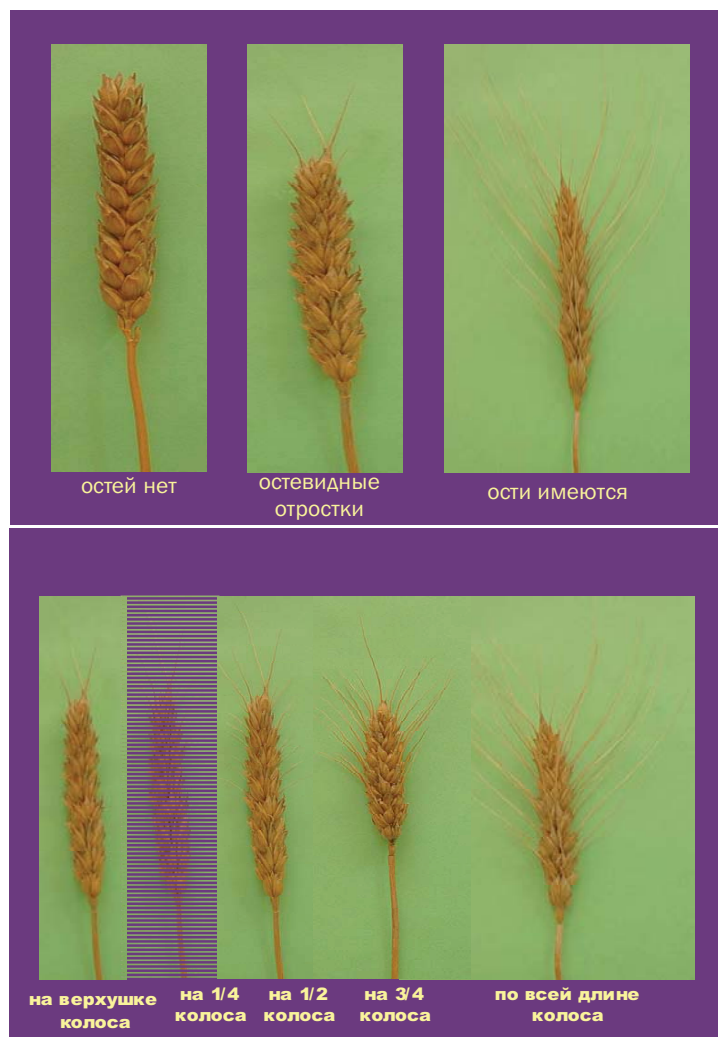 остей нет
остевидные
отростки
ости имеются
на верхушке
колоса
на 1/4
колоса
на 1/2
колоса
на 3/4
колоса
по всей длине
колоса